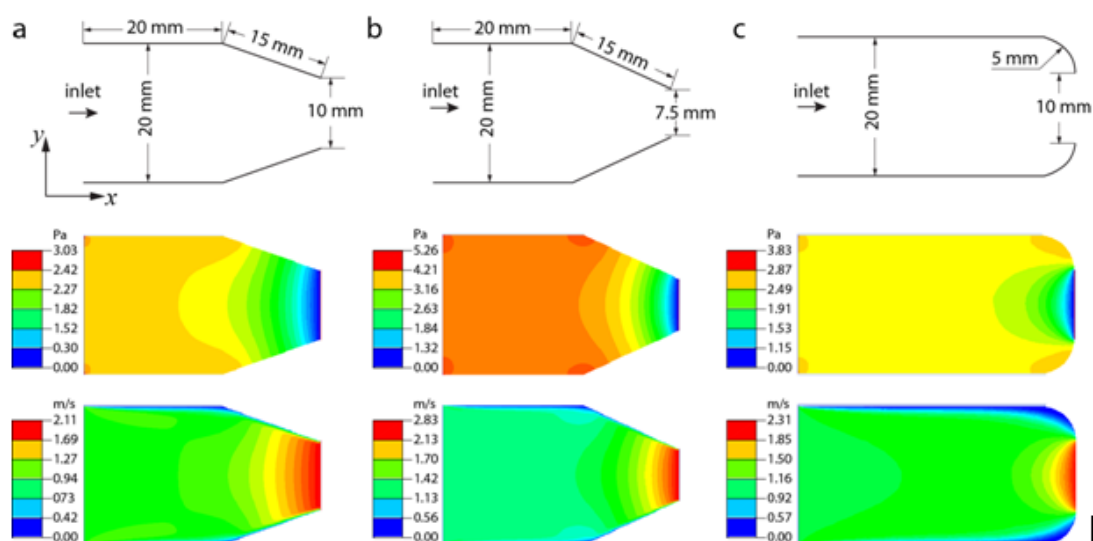 a
20 mm
15 mm
inlet
20 mm
10 mm
y
x
b
20 mm
15 mm
inlet
20 mm
7.5 mm
c
5 mm
inlet
20 mm
10 mm
Pa
3.03
2.42
2.27
1.82
1.52
0.30
0.00
Pa
5.26
4.21
3.16
2.63
1.84
1.32
0.00
Pa
3.83
2.87
2.49
1.91
1.53
1.15
0.00
m/s
2.11
1.69
1.27
0.94
073
0.42
0.00
m/s
2.83
2.13
1.70
1.42
1.13
0.56
0.00
m/s
2.31
1.85
1.50
1.16
0.92
0.57
0.00